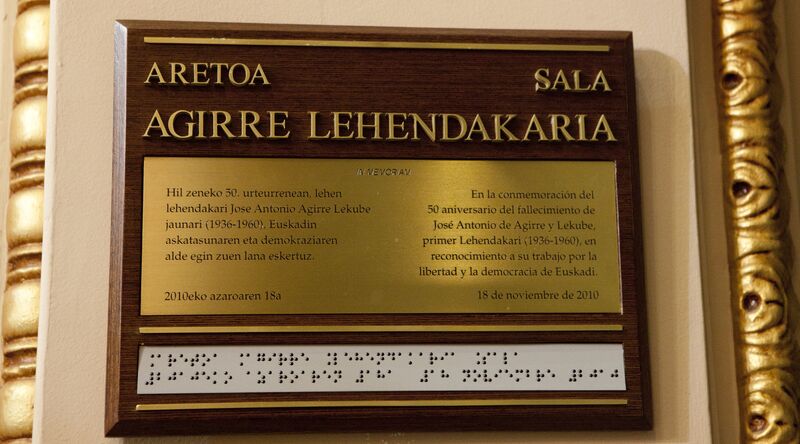 ARETOA SALA
AGIRRE LEHENDAKARIA
IN MEMORIAM
Hil zeneko 50. urteurrenean, lehen
lehendakari Jose Antonio Agirre Lekube
jaunari (1936-1960), Euskadin
askatasunaren eta demokraziaren
alde egin zuen lana eskertuz.
2010eko azaroaren 18a
En la conmemoración del
50 aniversario del fallecimiento de
José Antonio de Agirre y Lekube,
primer Lehendakari (1936-1960), en
reconocimiento a su trabajo por la
libertad y la democracia de Euskadi.
18 de noviembre de 2010